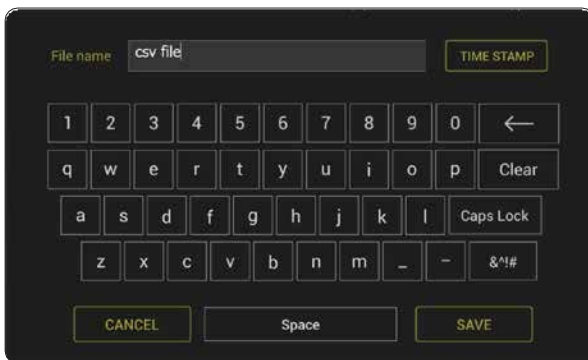 File name csv file TIME STAMP
1 2 3 4 5 6 7 8 9 0 ←
q w e r t y u i o p Clear
a s d f g h j k l Caps Lock
z x c v b n m _ - &^!#
CANCEL Space SAVE